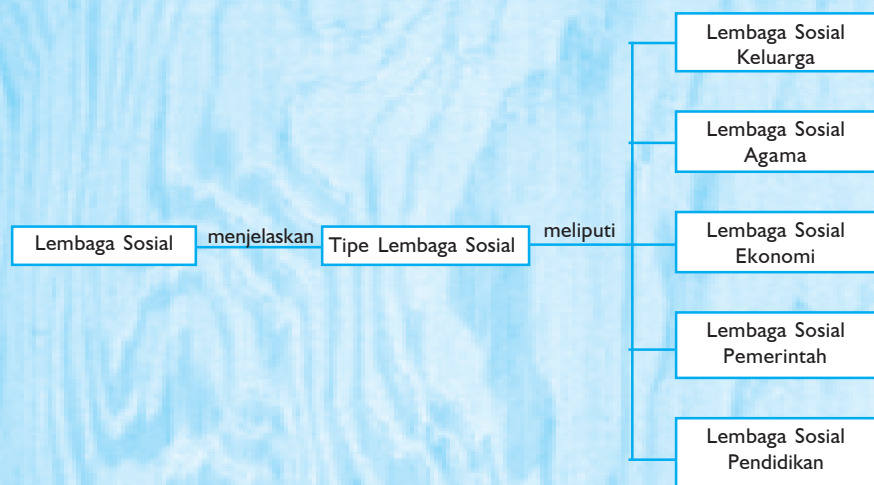 Lembaga Sosial
menjelaskan
Tipe Lembaga Sosial
meliputi
Lembaga Sosial
Keluarga
Lembaga Sosial
Agama
Lembaga Sosial
Ekonomi
Lembaga Sosial
Pemerintah
Lembaga Sosial
Pendidikan